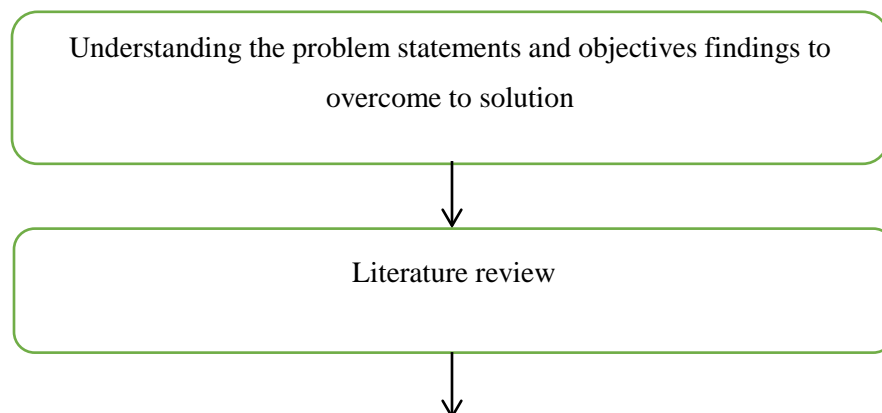 Understanding the problem statements and objectives findings to
overcome to solution
Literature review